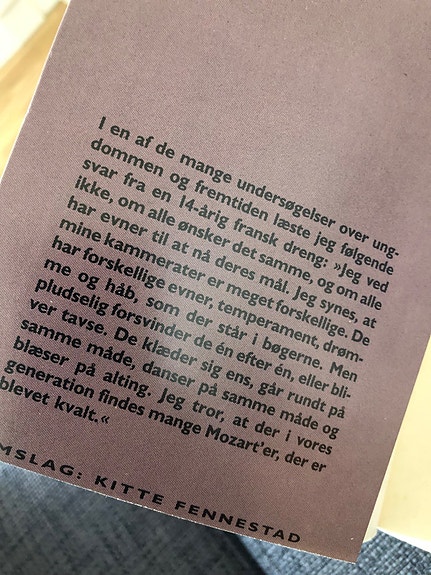 I en af de mange undersøgelser over ung-
dommen og fremtiden læste jeg følgende
svar fra en 14-årig fransk dreng: »Jeg ved
ikke, om alle ønsker det samme, og om alle
har evner til at nå deres mål. Jeg synes, at
mine kammerater er meget forskellige. De
har forskellige evner, temperament, drøm-
me og håb, som der står i bøgerne. Men
pludselig forsvinder de én efter én, eller bli-
ver tavse. De klæder sig ens, går rundt på
samme måde, danser på samme måde og
blæser på alting. Jeg tror, at der i vores
generation findes mange Mozart'er, der er
blevet kvalt.«
MSLAG: KITTE FENNESTAD